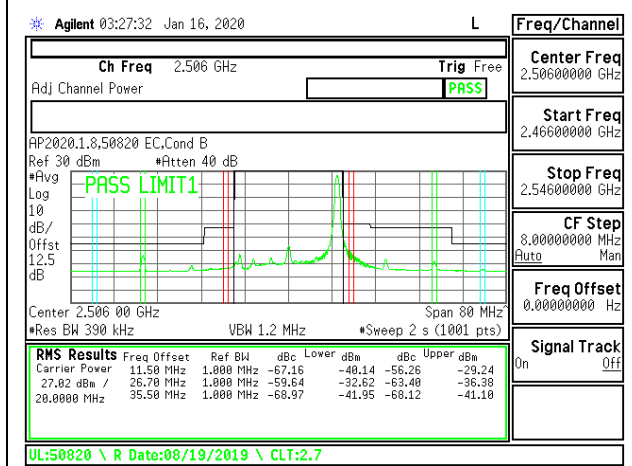 Agilent 03:27:32 Jan 16, 2020 L
Freq/Channel
Ch Freq 2.506 GHz Trig Free
Adj Channel Power PASS
AP2020.1.8,50820 EC,Cond B
Ref 30 dBm #Atten 40 dB
#Avg
Log
10
dB/
Offst
12.5
dB
PASS LIMIT1
Center 2.506 00 GHz Span 80 MHz^
#Res BW 390 kHz VBW 1.2 MHz #Sweep 2 s (1001 pts)
RMS Results Freq Offset Ref BW dBc Lower dBm dBc Upper dBm
Carrier Power 11.50 MHz 1.000 MHz -67.16 -40.14 -56.26 -29.24
27.02 dBm / 26.70 MHz 1.000 MHz -59.64 -32.62 -63.40 -36.38
20.0000 MHz 35.50 MHz 1.000 MHz -68.97 -41.95 -68.12 -41.10
UL:50820 \ R Date:08/19/2019 \ CLT:2.7
Center Freq
2.50600000 GHz
Start Freq
2.46600000 GHz
Stop Freq
2.54600000 GHz
CF Step
8.00000000 MHz
Auto Man
Freq Offset
0.00000000 Hz
Signal Track
On Off